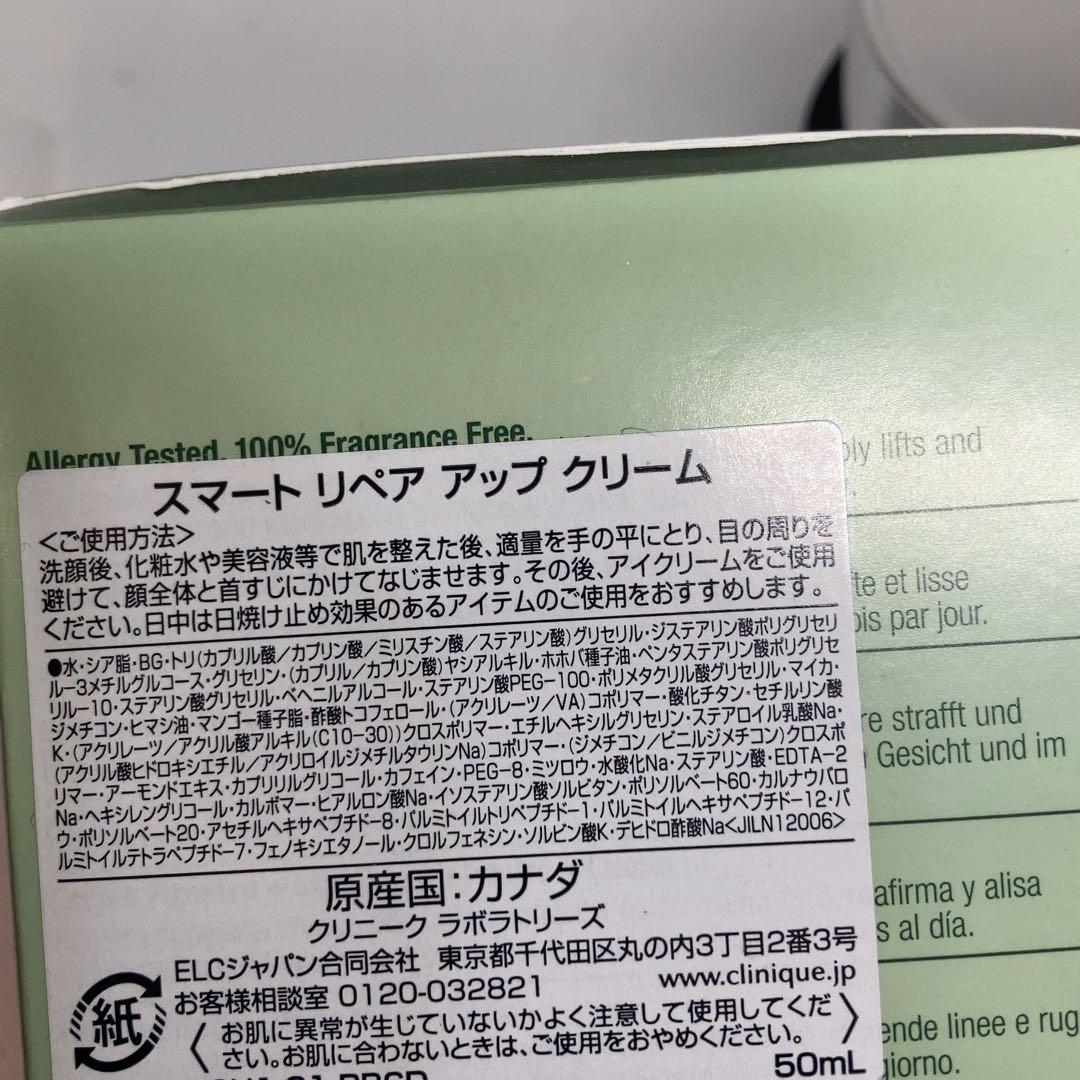 Allergy Tested. 100% Fragrance Free.
ply lifts and
スマート リペア アップ クリーム
<ご使用方法>
洗顔後、化粧水や美容液等で肌を整えた後、適量を手の平にとり、目の周りを
避けて、顔全体と首すじにかけてなじませます。その後、アイクリームをご使用
ください。日中は日焼け止め効果のあるアイテムのご使用をおすすめします。
te et lisse
ois par jour.
●水・シア脂・BG・トリ(カプリル酸/カプリン酸/ミリスチン酸/ステアリン酸)グリセリル・ジステアリン酸ポリグリセリ
ル-3メチルグルコース・グリセリン・(カプリル/カプリン酸)ヤシアルキル・ホホバ種子油・ペンタステアリン酸ポリグリセ
リル-10・ステアリン酸グリセリル・ベヘニルアルコール・ステアリン酸PEG-100・ポリメタクリル酸グリセリル・マイカ・
ジメチコン・ヒマシ油・マンゴー種子脂・酢酸トコフェロール・(アクリレーツ/VA)コポリマー・酸化チタン・セチルリン酸
K・(アクリレーツ/アクリル酸アルキル(C10-30))クロスポリマー・エチルヘキシルグリセリン・ステアロイル乳酸Na・
(アクリル酸ヒドロキシエチル/アクリロイルジメチルタウリンNa)コポリマー・(ジメチコン/ビニルジメチコン)クロスポ
リマー・アーモンドエキス・カプリリルグリコール・カフェイン・PEG-8・ミツロウ・水酸化Na・ステアリン酸・EDTA-2
Na・ヘキシレングリコール・カルボマー・ヒアルロン酸Na・イソステアリン酸ソルビタン・ポリソルベート60・カルナウバロ
ウ・ポリソルベート20・アセチルヘキサペプチド-8・パルミトイルトリペプチド-1・パルミトイルヘキサペプチド-12・パ
ルミトイルテトラペプチド-7・フェノキシエタノール・クロルフェネシン・ソルビン酸K・デヒドロ酢酸Na<JILN12006>
re strafft und
Gesicht und im
原産国:カナダ
クリニーク ラボラトリーズ
ELCジャパン合同会社 東京都千代田区丸の内3丁目2番3号
お客様相談室 0120-032821 www.clinique.jp
紙
〈お肌に異常が生じていないかよく注意して使用してくだ
さい。お肌に合わないときは、ご使用をおやめください。〉
50mL
afirma y alisa
s al día.
ende linee e rug
giorno.